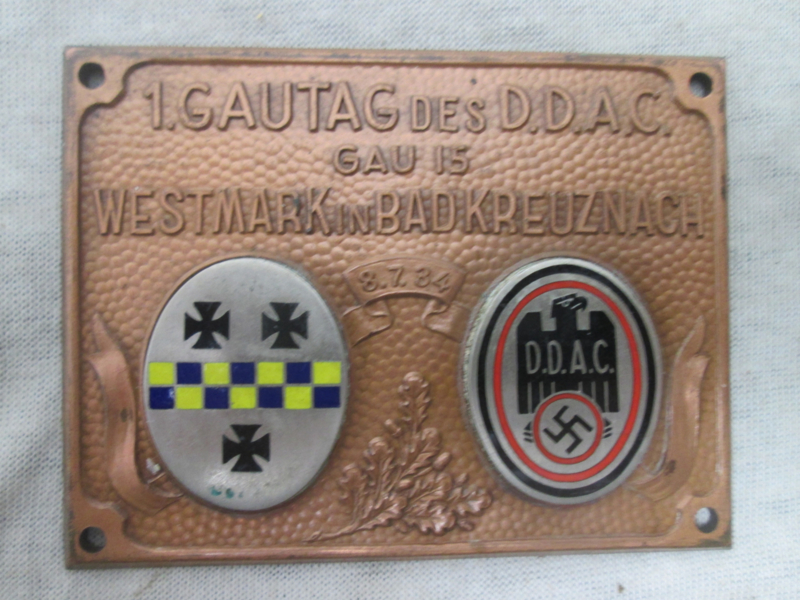 1. GAUTAG DES D.D.A.C.
GAU 15
WESTMARK IN BAD KREUZNACH
8.7.34
D.D.A.C.